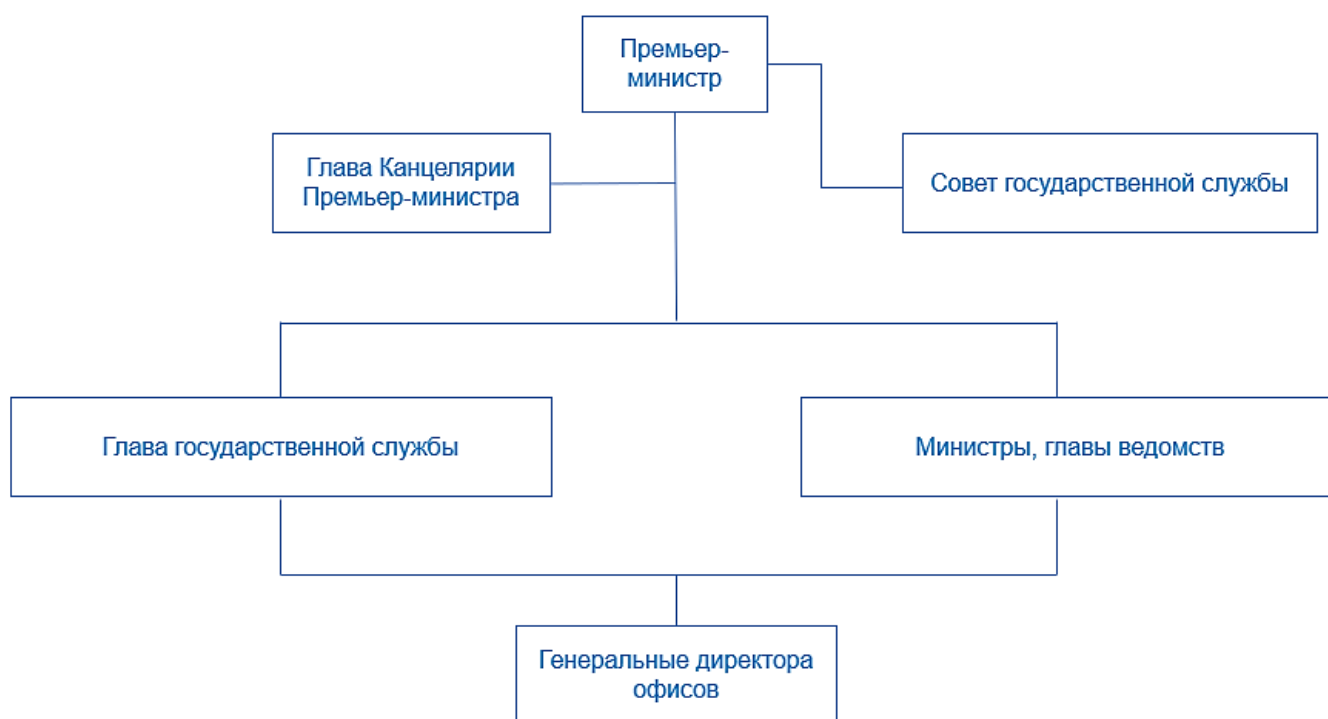 Премьер-
министр
Глава Канцелярии
Премьер-министра
Совет государственной службы
Глава государственной службы
Министры, главы ведомств
Генеральные директора
офисов